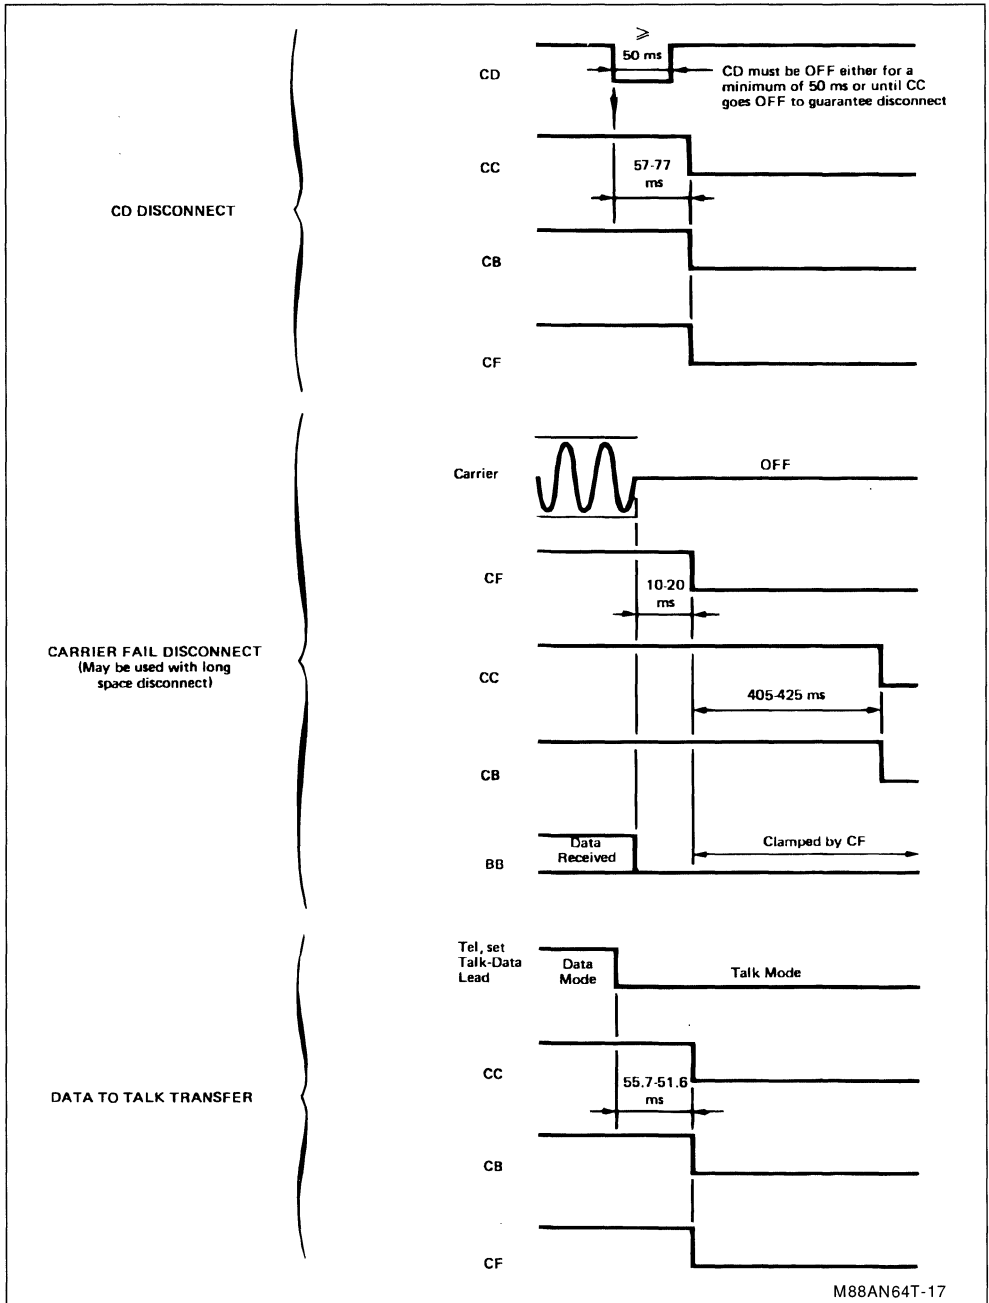 ≥
50 ms
CD
CD must be OFF either for a
minimum of 50 ms or until CC
goes OFF to guarantee disconnect
CC
57-77
ms
CD DISCONNECT
CB
CF
Carrier
OFF
CF
10-20
ms
CARRIER FAIL DISCONNECT
(May be used with long
space disconnect)
CC
405-425 ms
CB
BB
Data
Received
Clamped by CF
Tel, set
Talk-Data
Lead
Data
Mode
Talk Mode
CC
55.7-51.6
ms
DATA TO TALK TRANSFER
CB
CF
M88AN64T-17